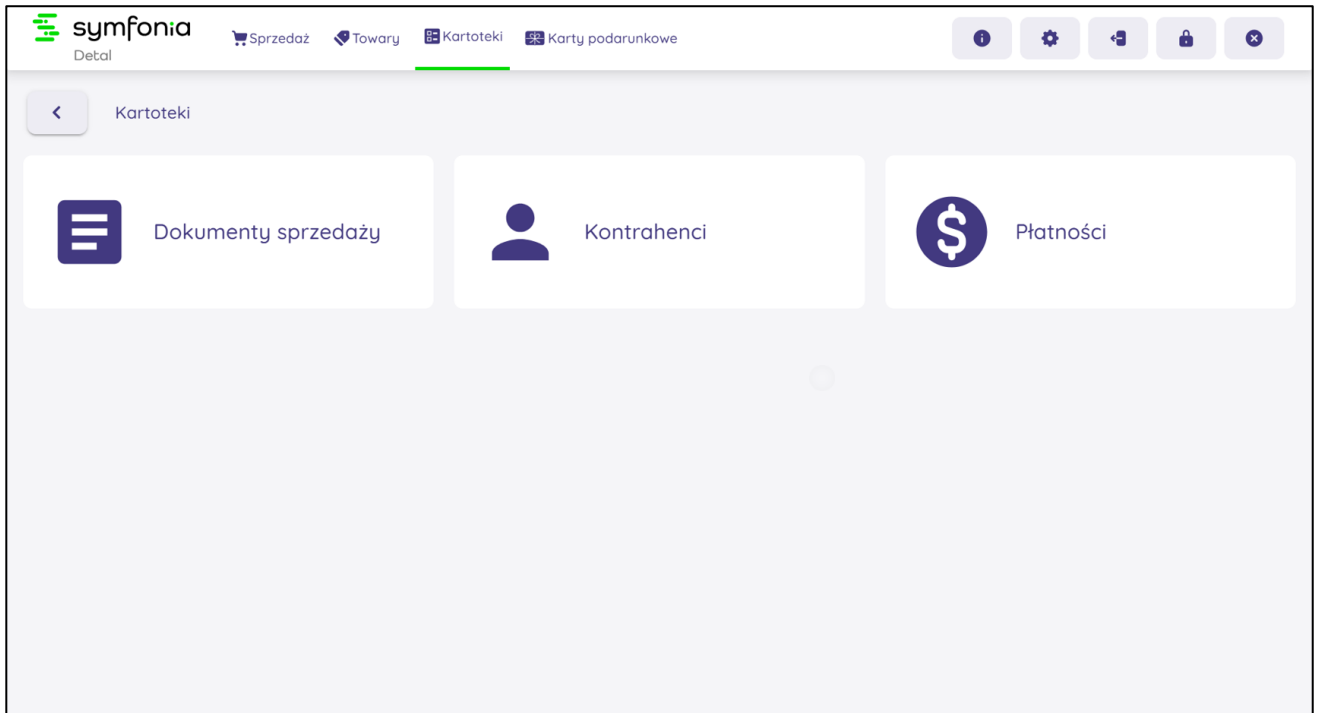 symfonia
Detal
Sprzedaż
Towary
Kartoteki
Karty podarunkowe
Kartoteki
Dokumenty sprzedaży
Kontrahenci
Płatności